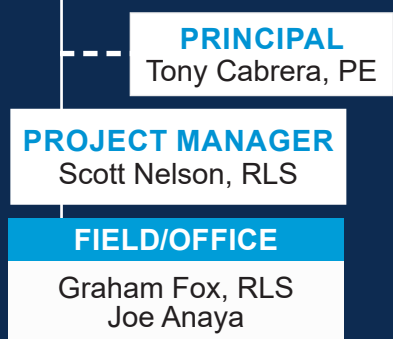 PRINCIPAL
Tony Cabrera, PE
PROJECT MANAGER
Scott Nelson, RLS
FIELD/OFFICE
Graham Fox, RLS
Joe Anaya